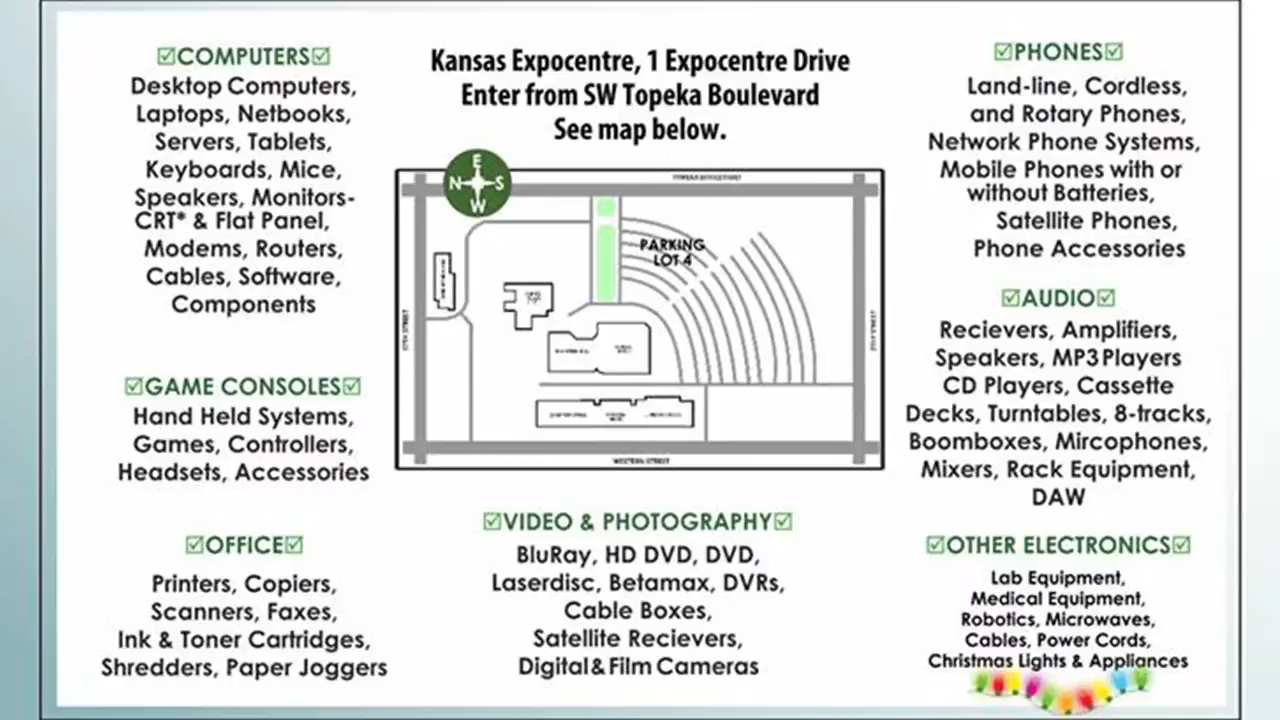 ☑COMPUTERS☑
Desktop Computers,
Laptops, Netbooks,
Servers, Tablets,
Keyboards, Mice,
Speakers, Monitors-
CRT* & Flat Panel,
Modems, Routers,
Cables, Software,
Components
☑GAME CONSOLES☑
Hand Held Systems,
Games, Controllers,
Headsets, Accessories
☑OFFICE☑
Printers, Copiers,
Scanners, Faxes,
Ink & Toner Cartridges,
Shredders, Paper Joggers
Kansas Expocentre, 1 Expocentre Drive
Enter from SW Topeka Boulevard
See map below.
E
N S
W
TOPEKA BOULEVARD
PARKING
LOT 4
17TH STREET
WESTERN STREET
☑VIDEO & PHOTOGRAPHY☑
BluRay, HD DVD, DVD,
Laserdisc, Betamax, DVRs,
Cable Boxes,
Satellite Recievers,
Digital & Film Cameras
☑PHONES☑
Land-line, Cordless,
and Rotary Phones,
Network Phone Systems,
Mobile Phones with or
without Batteries,
Satellite Phones,
Phone Accessories
☑AUDIO☑
Recievers, Amplifiers,
Speakers, MP3 Players
CD Players, Cassette
Decks, Turntables, 8-tracks,
Boomboxes, Mircophones,
Mixers, Rack Equipment,
DAW
☑OTHER ELECTRONICS☑
Lab Equipment,
Medical Equipment,
Robotics, Microwaves,
Cables, Power Cords,
Christmas Lights & Appliances